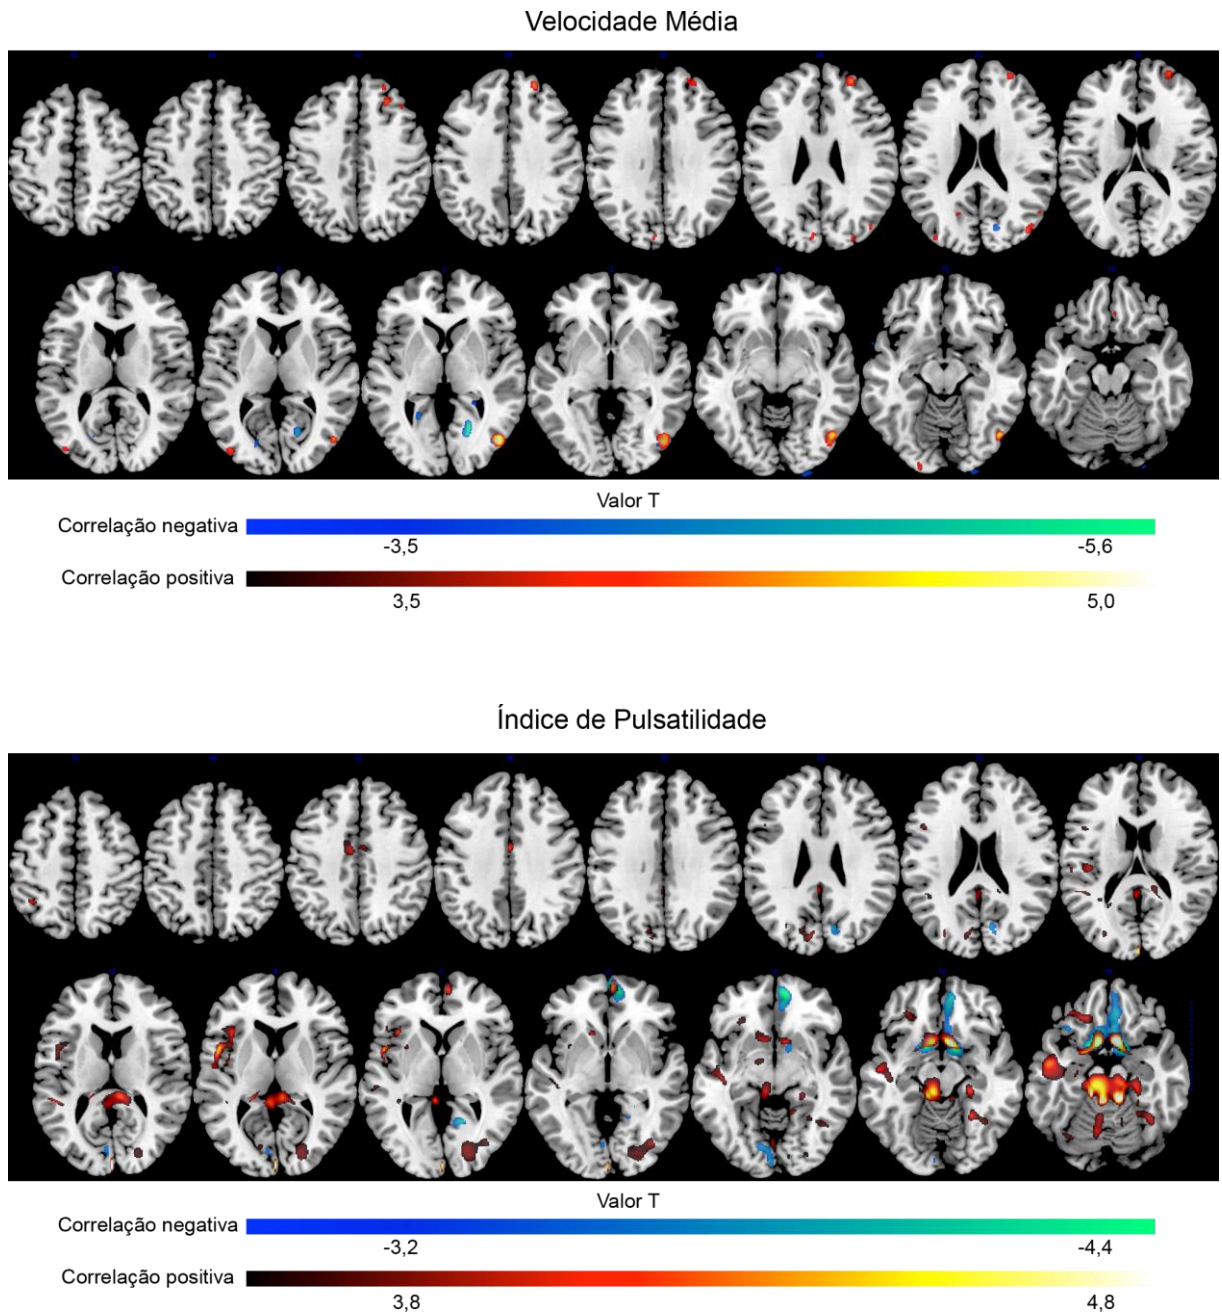 Velocidade Média
Valor T
Correlação negativa
-3,5 -5,6
Correlação positiva
3,5 5,0
Índice de Pulsatilidade
Valor T
Correlação negativa
-3,2 -4,4
Correlação positiva
3,8 4,8